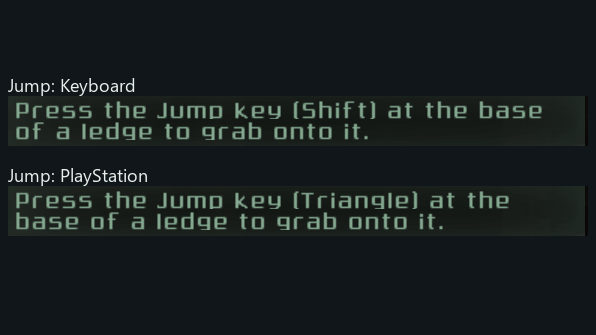 Jump: Keyboard
Press the Jump key (Shift) at the base
of a ledge to grab onto it.
Jump: PlayStation
Press the Jump key (Triangle) at the
base of a ledge to grab onto it.